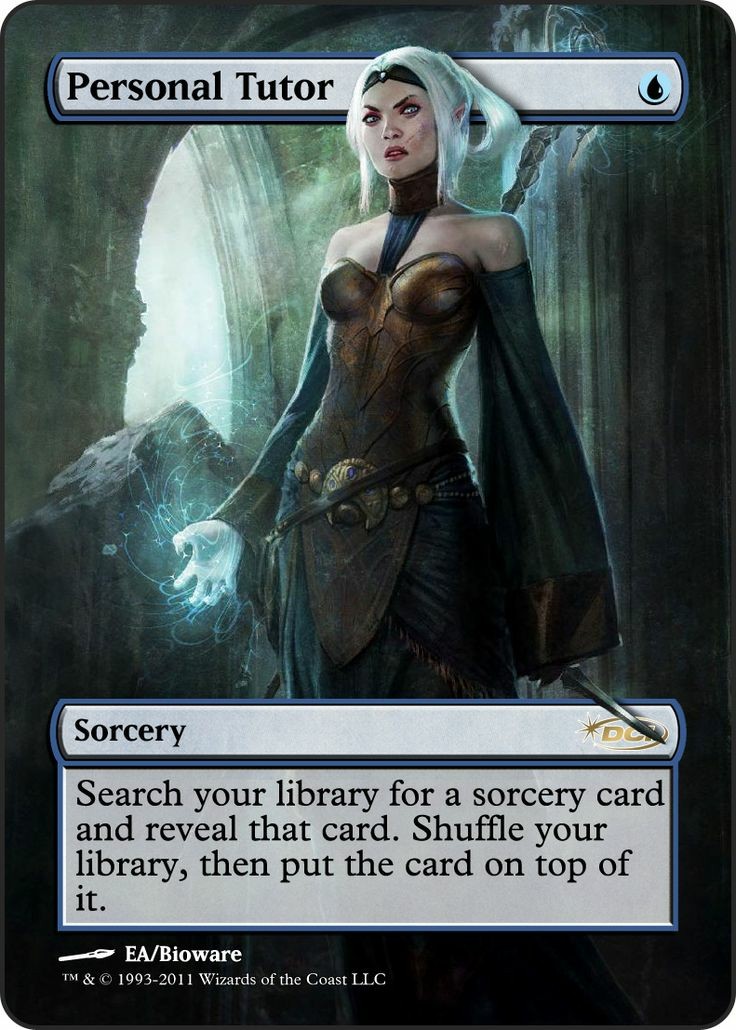 Personal Tutor
Sorcery
DCI
Search your library for a sorcery card
and reveal that card. Shuffle your
library, then put the card on top of
it.
EA/Bioware
™ & © 1993-2011 Wizards of the Coast LLC